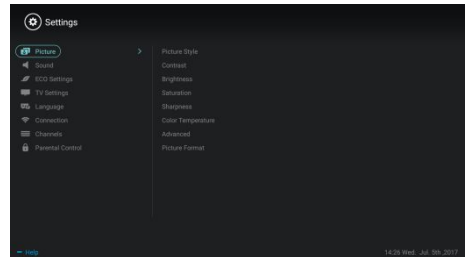 Settings
Picture
Sound
ECO Settings
TV Settings
Language
Connection
Channels
Parental Control
Picture Style
Contrast
Brightness
Saturation
Sharpness
Color Temperature
Advanced
Picture Format
Help
14:26 Wed. Jul. 5th ,2017